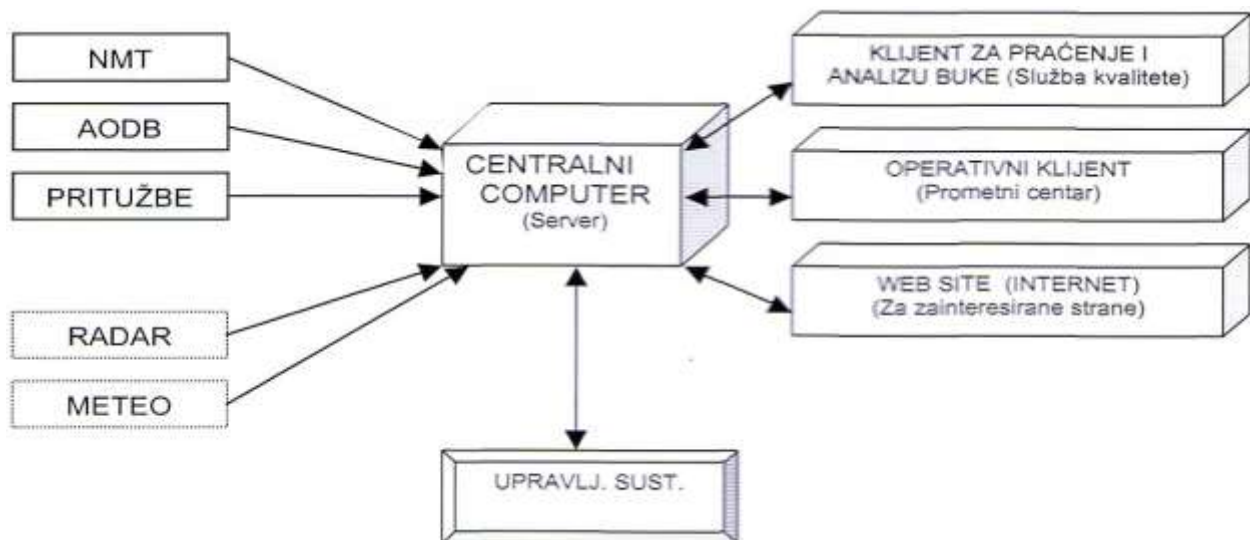 NMT
AODB
PRITUŽBE
RADAR
METEO
CENTRALNI
COMPUTER
(Server)
KLIJENT ZA PRAĆENJE I
ANALIZU BUKE (Služba kvalitete)
OPERATIVNI KLIJENT
(Prometni centar)
WEB SITE (INTERNET)
(Za zainteresirane strane)
UPRAVLJ. SUST.